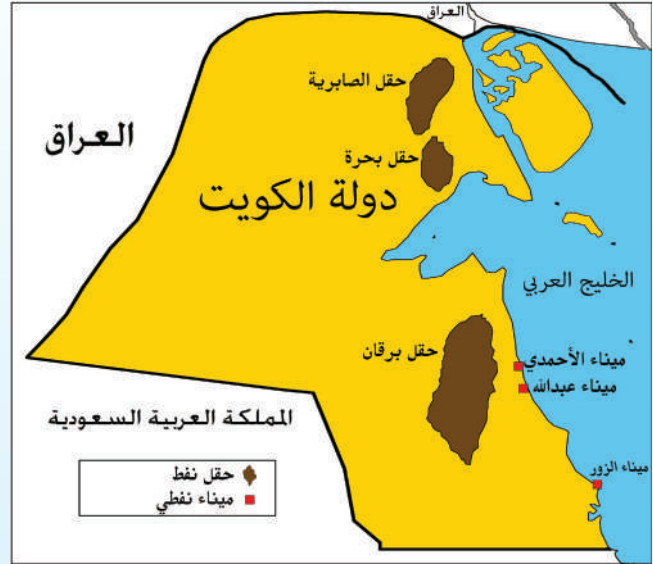 العراق
حقل الصابرية
العراق
حقل بحرة
دولة الكويت
الخليج العربي
حقل برقان
ميناء الأحمدي
ميناء عبدالله
المملكة العربية السعودية
ميناء الزور
حقل نفط
ميناء نفطي